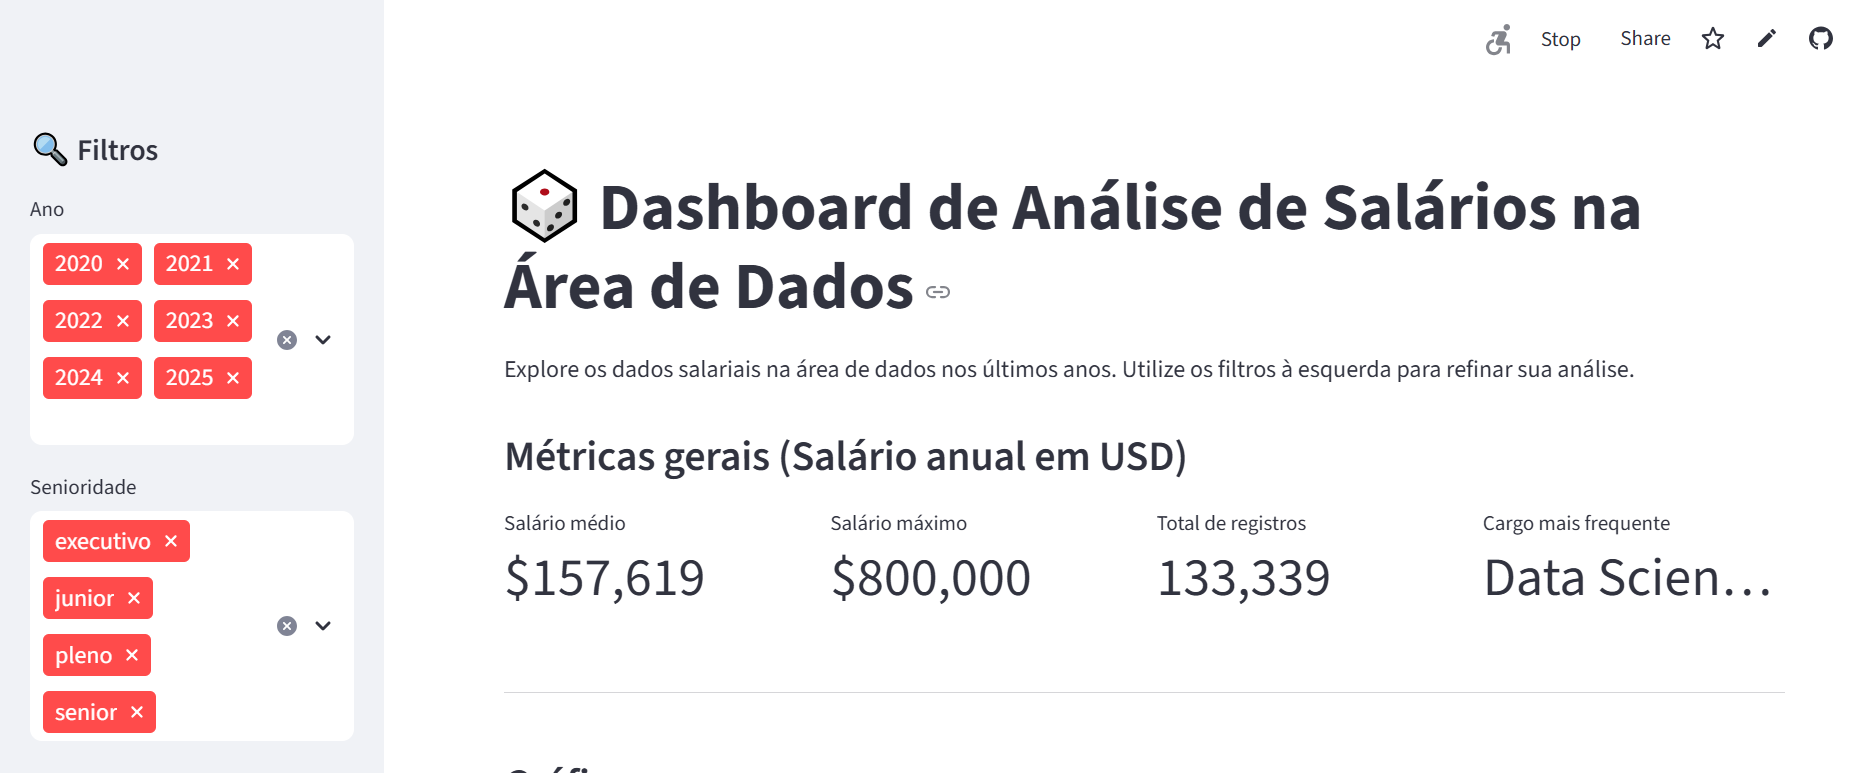 Stop Share
Filtros
Ano
2020 2021
2022 2023
2024 2025
Senioridade
executivo
junior
pleno
senior
Dashboard de Análise de Salários na
Área de Dados
Explore os dados salariais na área de dados nos últimos anos. Utilize os filtros à esquerda para refinar sua análise.
Métricas gerais (Salário anual em USD)
Salário médio
$157,619
Salário máximo
$800,000
Total de registros
133,339
Cargo mais frequente
Data Scien…